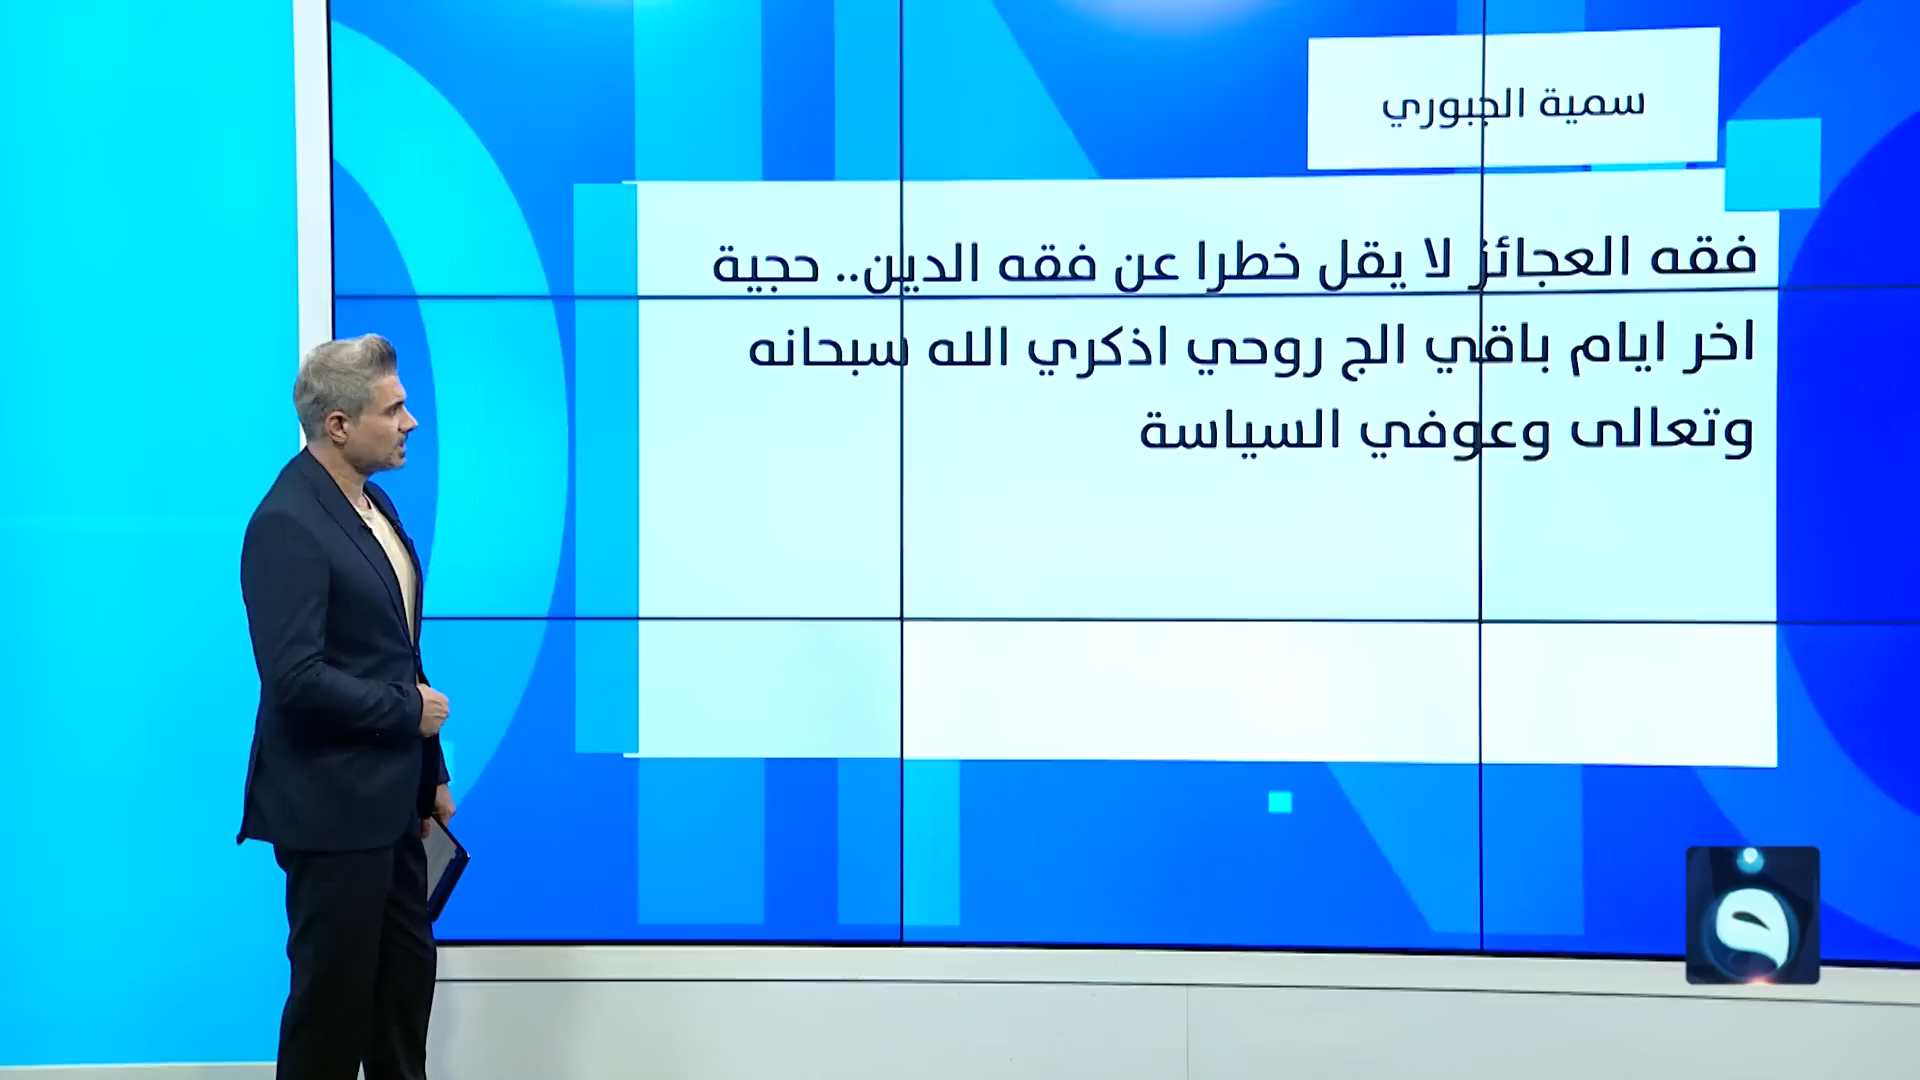 سمية الجبوري
فقه العجائز لا يقل خطرا عن فقه الدين.. حجية
اخر ايام باقي الج روحي اذكري الله سبحانه
وتعالى وعوفي السياسة